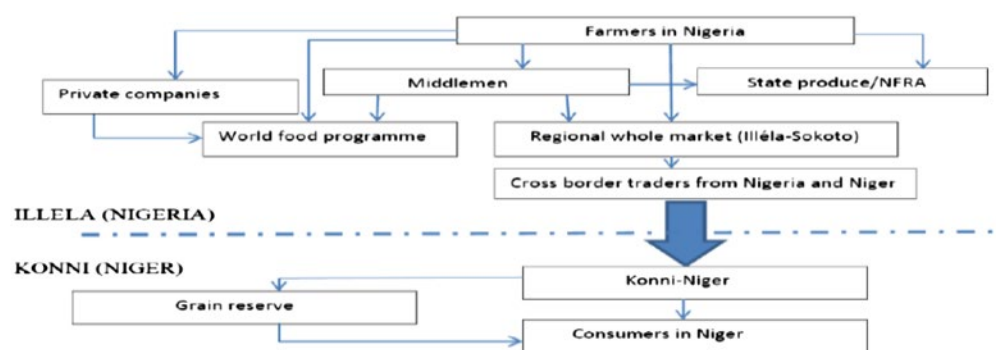 Farmers in Nigeria
Middlemen
State produce/NFRA
Private companies
World food programme
Regional whole market (Illéla-Sokoto)
Cross border traders from Nigeria and Niger
ILLELA (NIGERIA)
KONNI (NIGER)
Konni-Niger
Grain reserve
Consumers in Niger